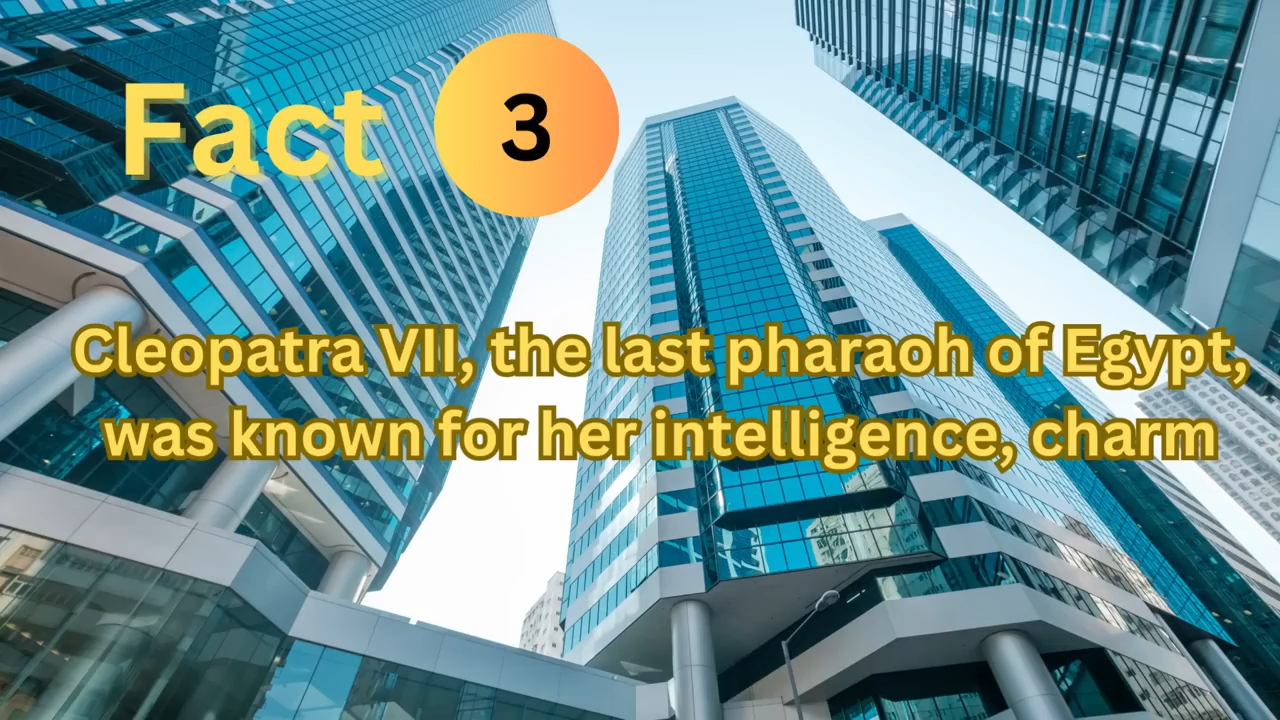 Fact 3
Cleopatra VII, the last pharaoh of Egypt,
was known for her intelligence, charm